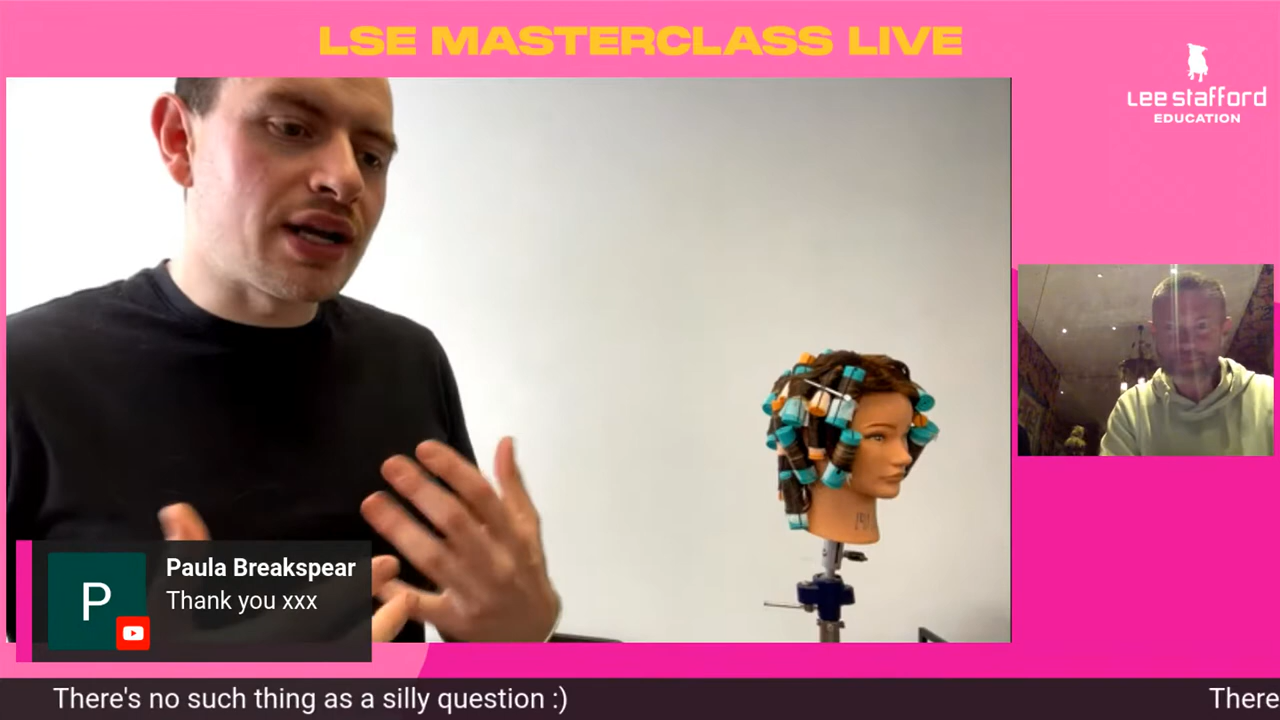 LSE MASTERCLASS LIVE
Lee Stafford
EDUCATION
P
Paula Breakspear
Thank you xxx
There's no such thing as a silly question :)
There